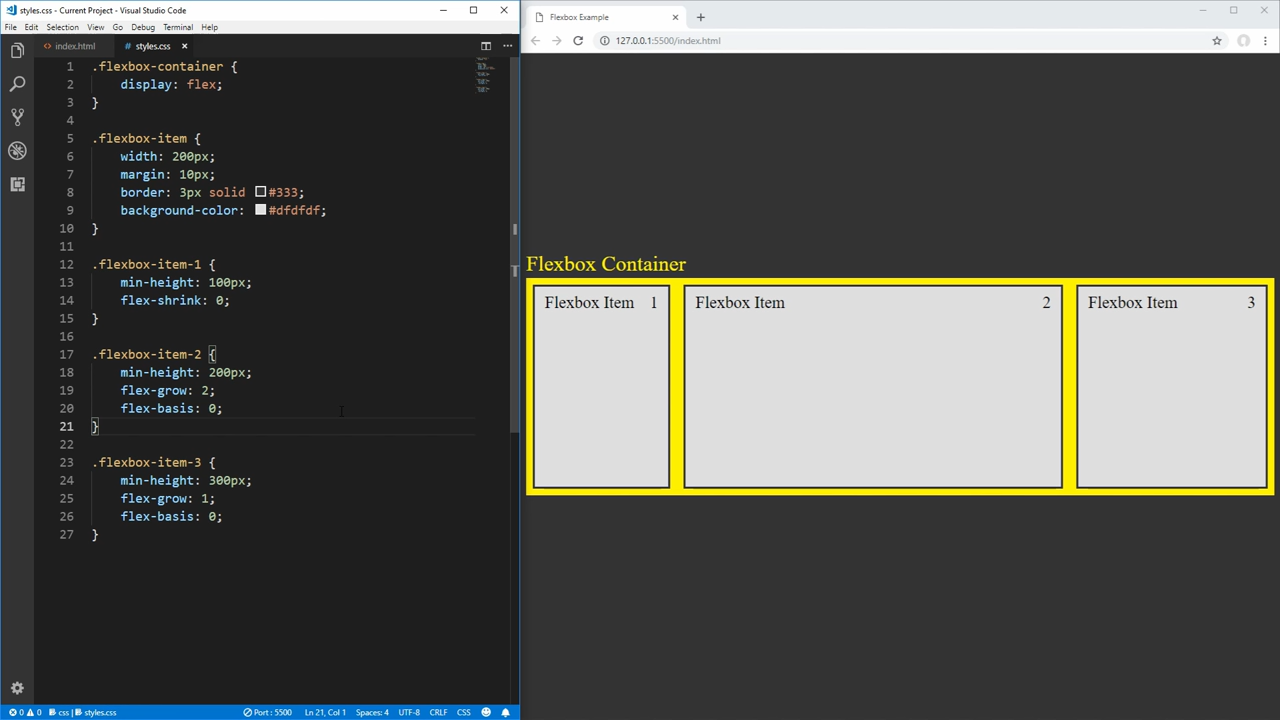 styles.css - Current Project - Visual Studio Code
File Edit Selection View Go Debug Terminal Help
index.html
styles.css
1 .flexbox-container {
2 display: flex;
3 }
4
5 .flexbox-item {
6 width: 200px;
7 margin: 10px;
8 border: 3px solid #333;
9 background-color: #dfdfdf;
10 }
11
12 .flexbox-item-1 {
13 min-height: 100px;
14 flex-shrink: 0;
15 }
16
17 .flexbox-item-2 {
18 min-height: 200px;
19 flex-grow: 2;
20 flex-basis: 0;
21 }
22
23 .flexbox-item-3 {
24 min-height: 300px;
25 flex-grow: 1;
26 flex-basis: 0;
27 }
0 0 css | styles.css Port : 5500 Ln 21, Col 1 Spaces: 4 UTF-8 CRLF CSS
Flexbox Example
127.0.0.1:5500/index.html
Flexbox Container
Flexbox Item 1
Flexbox Item 2
Flexbox Item 3